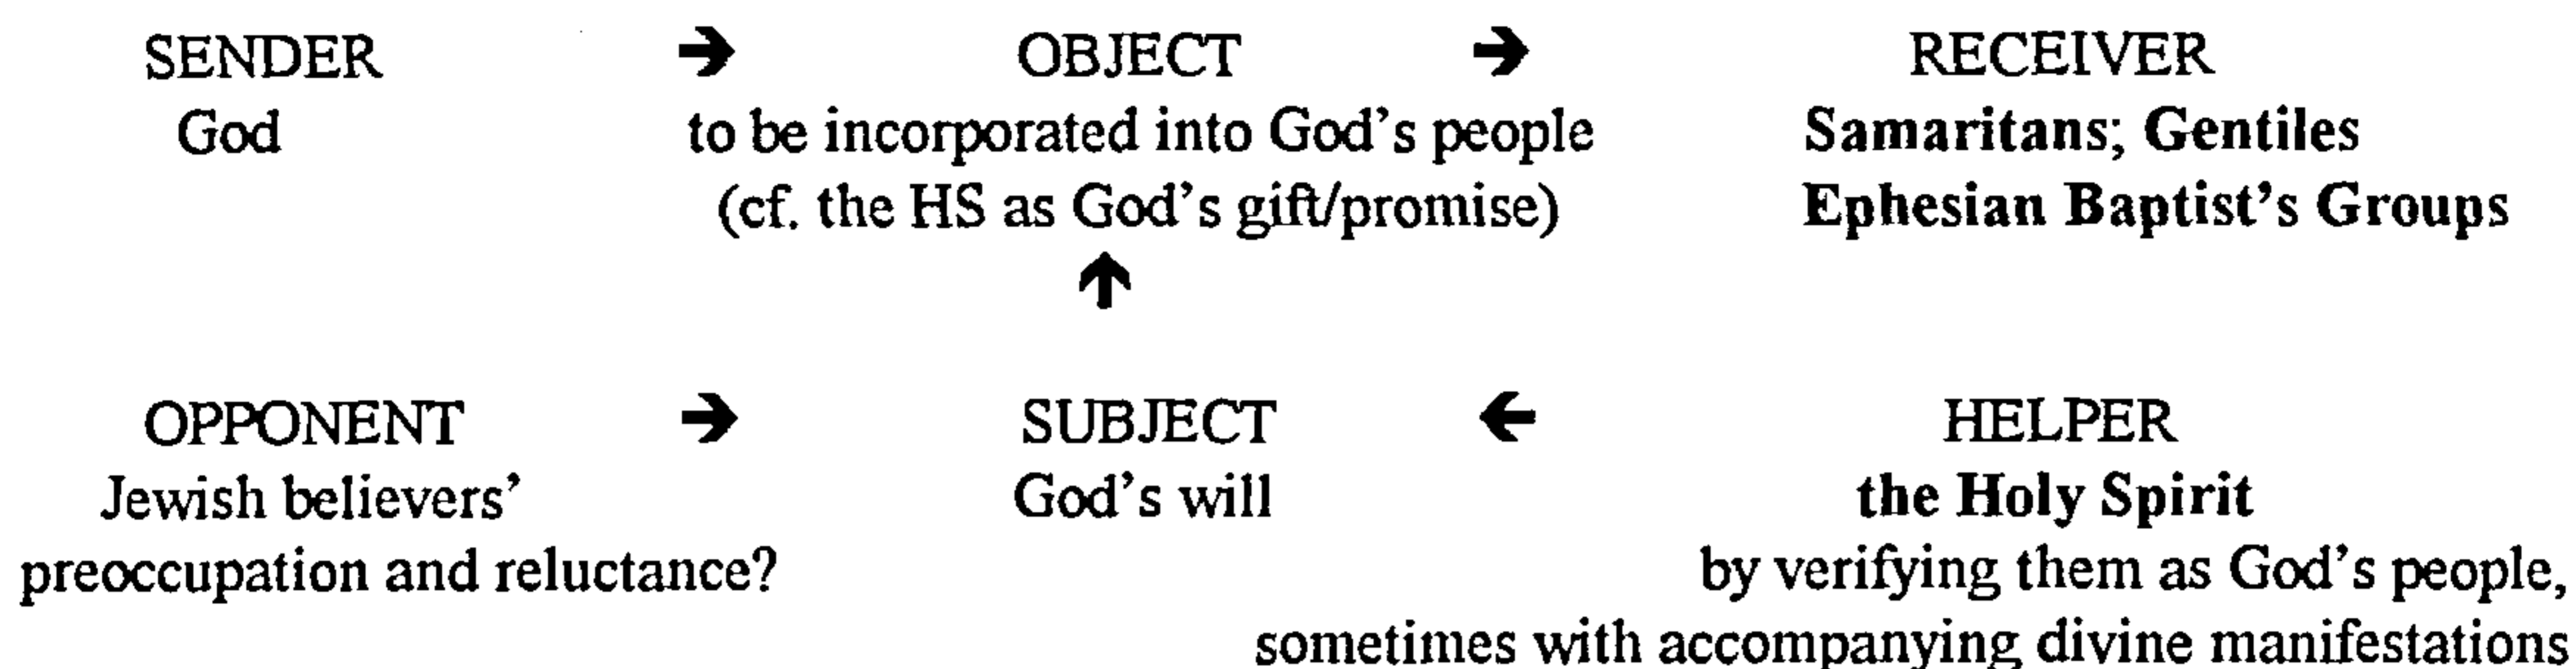 SENDER → OBJECT → RECEIVER
God to be incorporated into God's people Samaritans; Gentiles
(cf. the HS as God's gift/promise) Ephesian Baptist's Groups
↑
OPPONENT → SUBJECT ← HELPER
Jewish believers' God's will the Holy Spirit
preoccupation and reluctance? by verifying them as God's people,
sometimes with accompanying divine manifestations